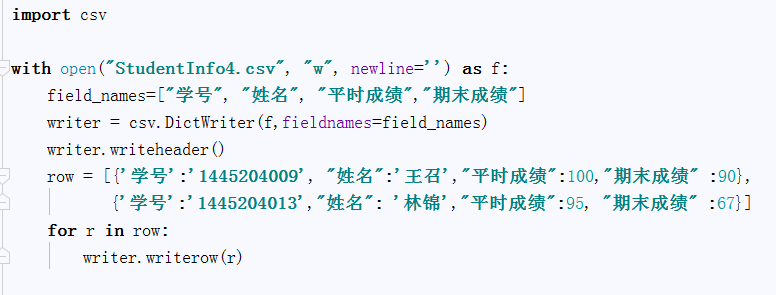 import csv
with open("StudentInfo4.csv", "w", newline='') as f:
field_names=["学号", "姓名", "平时成绩","期末成绩"]
writer = csv.DictWriter(f,fieldnames=field_names)
writer.writeheader()
row = [{'学号':'1445204009', "姓名":'王召',"平时成绩":100,"期末成绩" :90},
{'学号':'1445204013',"姓名": '林锦',"平时成绩":95, "期末成绩" :67}]
for r in row:
writer.writerow(r)